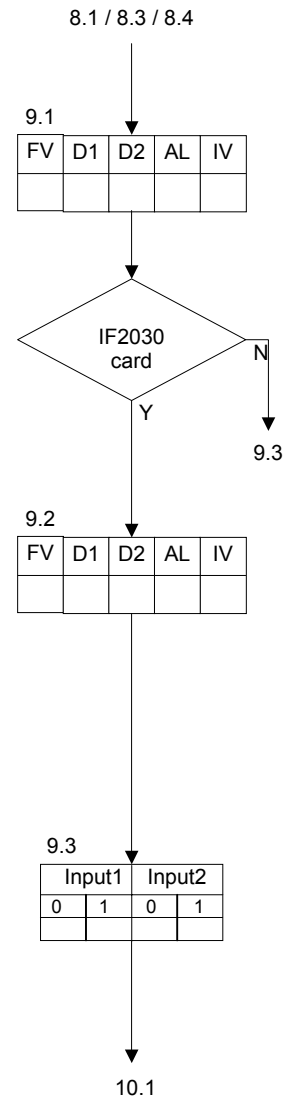 8.1 / 8.3 / 8.4
9.1
FV D1 D2 AL IV
IF2030
card
N
Y
9.3
9.2
FV D1 D2 AL IV
9.3
Input1 Input2
0 1 0 1
10.1